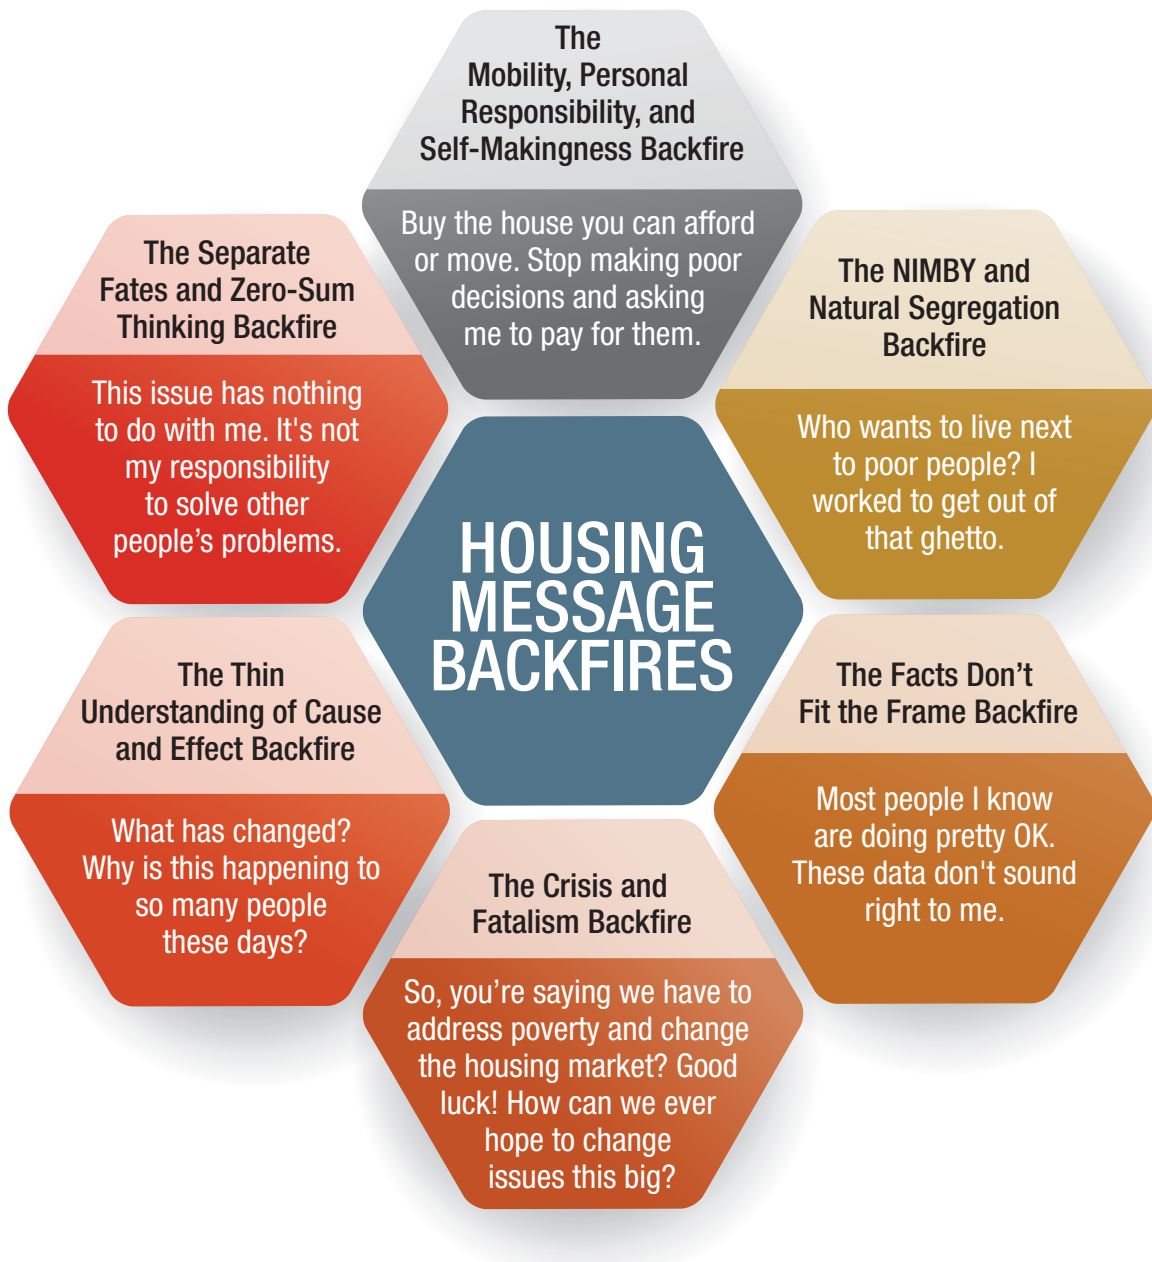 The
Mobility, Personal
Responsibility, and
Self-Makingness Backfire
Buy the house you can afford
or move. Stop making poor
decisions and asking
me to pay for them.
The NIMBY and
Natural Segregation
Backfire
Who wants to live next
to poor people? I
worked to get out of
that ghetto.
The Facts Don’t
Fit the Frame Backfire
Most people I know
are doing pretty OK.
These data don't sound
right to me.
The Crisis and
Fatalism Backfire
So, you’re saying we have to
address poverty and change
the housing market? Good
luck! How can we ever
hope to change
issues this big?
The Thin
Understanding of Cause
and Effect Backfire
What has changed?
Why is this happening to
so many people
these days?
The Separate
Fates and Zero-Sum
Thinking Backfire
This issue has nothing
to do with me. It's not
my responsibility
to solve other
people’s problems.
HOUSING
MESSAGE
BACKFIRES